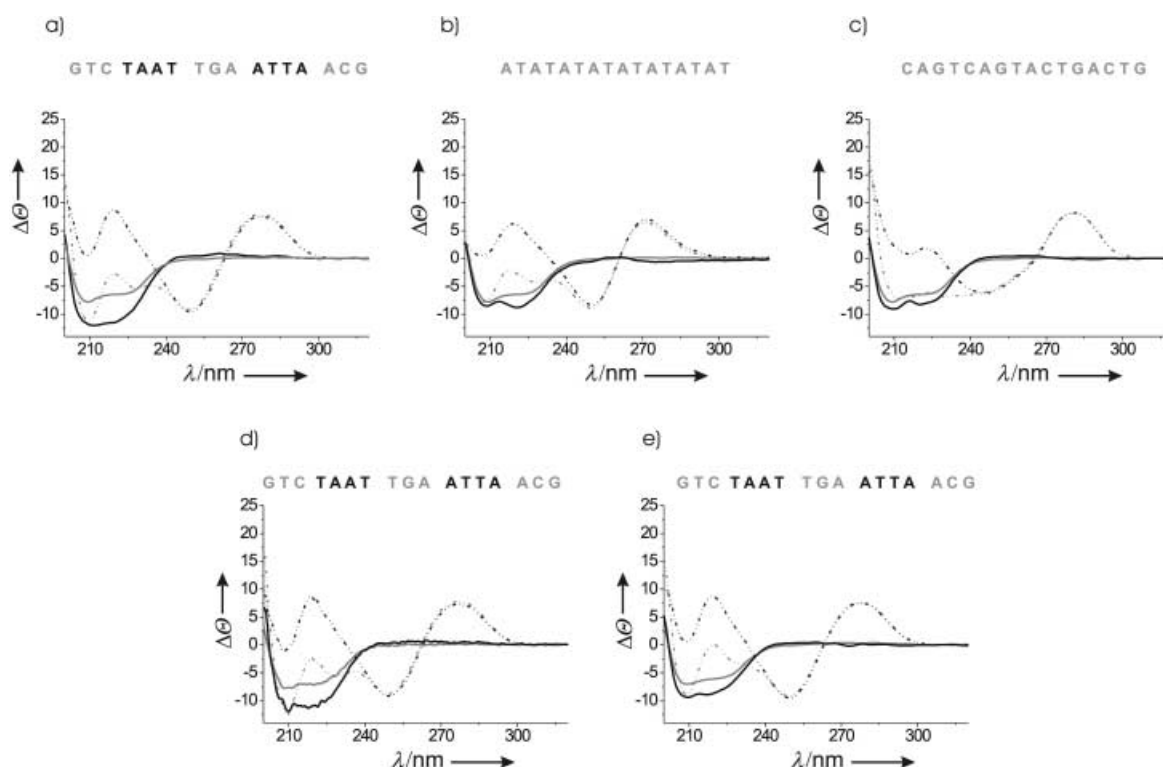 a)
GTC TAAT TGA ATTA ACG
25
20
15
10
5
0
-5
-10
ΔΘ
210 240 270 300
λ/nm
b)
ATATATATATATATAT
25
20
15
10
5
0
-5
-10
ΔΘ
210 240 270 300
λ/nm
c)
CAGTCAGTACTGACTG
25
20
15
10
5
0
-5
-10
ΔΘ
210 240 270 300
λ/nm
d)
GTC TAAT TGA ATTA ACG
25
20
15
10
5
0
-5
-10
ΔΘ
210 240 270 300
λ/nm
e)
GTC TAAT TGA ATTA ACG
25
20
15
10
5
0
-5
-10
ΔΘ
210 240 270 300
λ/nm